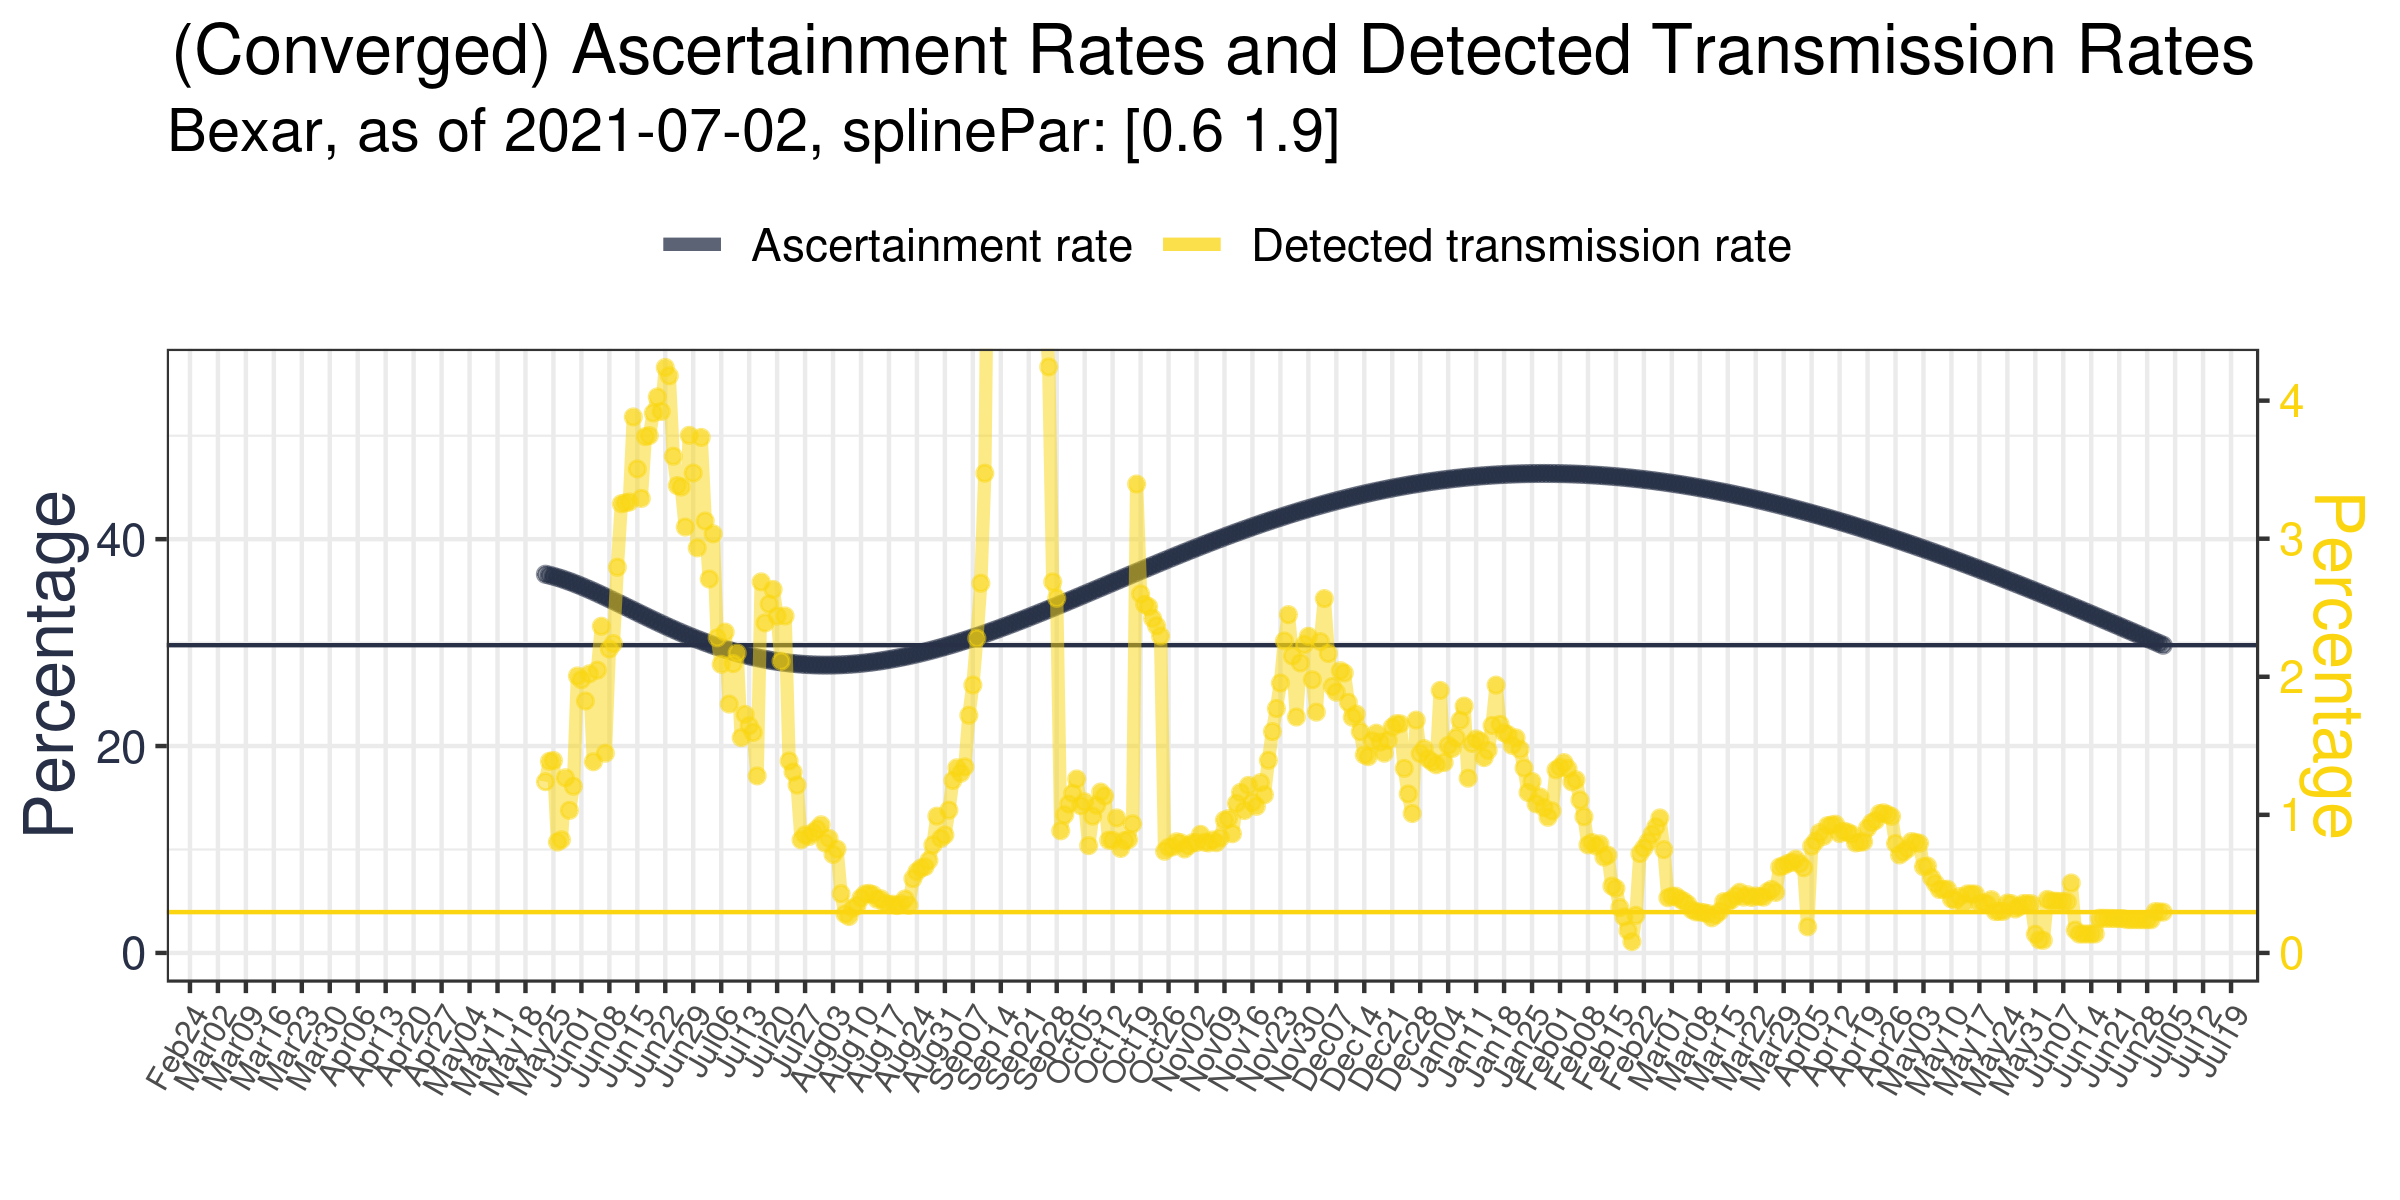 (Converged) Ascertainment Rates and Detected Transmission Rates
Bexar, as of 2021-07-02, splinePar: [0.6 1.9]
Ascertainment rate
Detected transmission rate
Percentage
40
20
0
4
3
2
1
0
Percentage
Feb24
Mar02
Mar09
Mar16
Mar23
Mar30
Apr06
Apr13
Apr20
Apr27
May04
May11
May18
May25
Jun01
Jun08
Jun15
Jun22
Jun29
Jul06
Jul13
Jul20
Jul27
Aug03
Aug10
Aug17
Aug24
Aug31
Sep07
Sep14
Sep21
Sep28
Oct05
Oct12
Oct19
Oct26
Nov02
Nov09
Nov16
Nov23
Nov30
Dec07
Dec14
Dec21
Dec28
Jan04
Jan11
Jan18
Jan25
Feb01
Feb08
Feb15
Feb22
Mar01
Mar08
Mar15
Mar22
Mar29
Apr05
Apr12
Apr19
Apr26
May03
May10
May17
May24
May31
Jun07
Jun14
Jun21
Jun28
Jul05
Jul12
Jul19